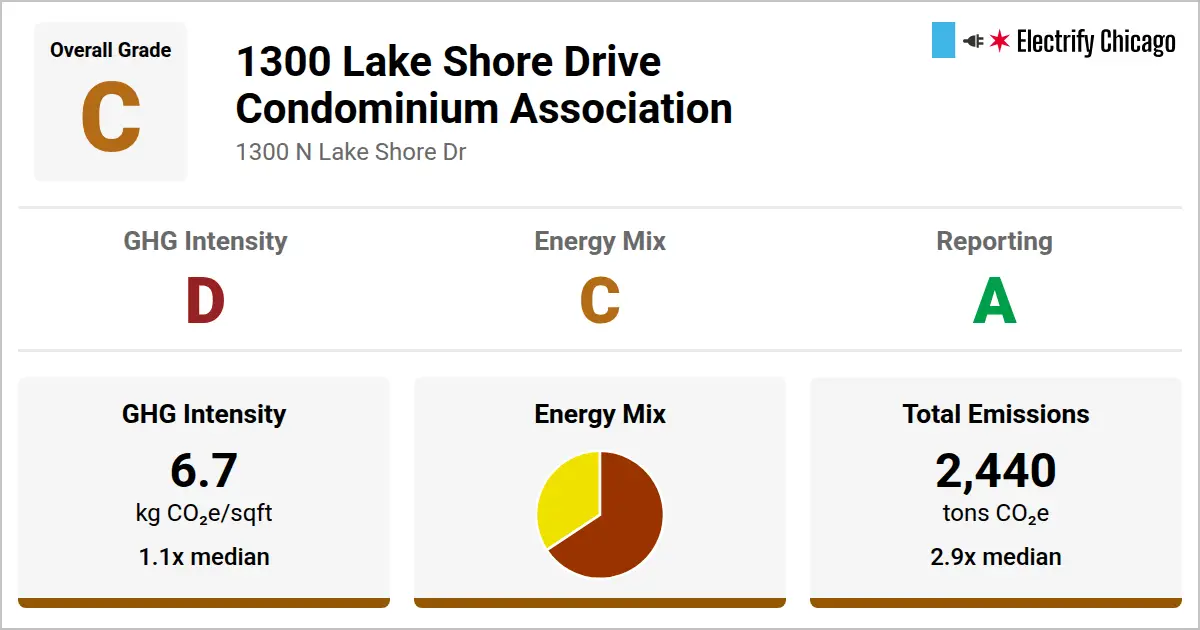 Overall Grade
C
1300 Lake Shore Drive
Condominium Association
1300 N Lake Shore Dr
Electrify Chicago
GHG Intensity
D
Energy Mix
C
Reporting
A
GHG Intensity
6.7
kg CO₂e/sqft
1.1x median
Energy Mix
Total Emissions
2,440
tons CO₂e
2.9x median